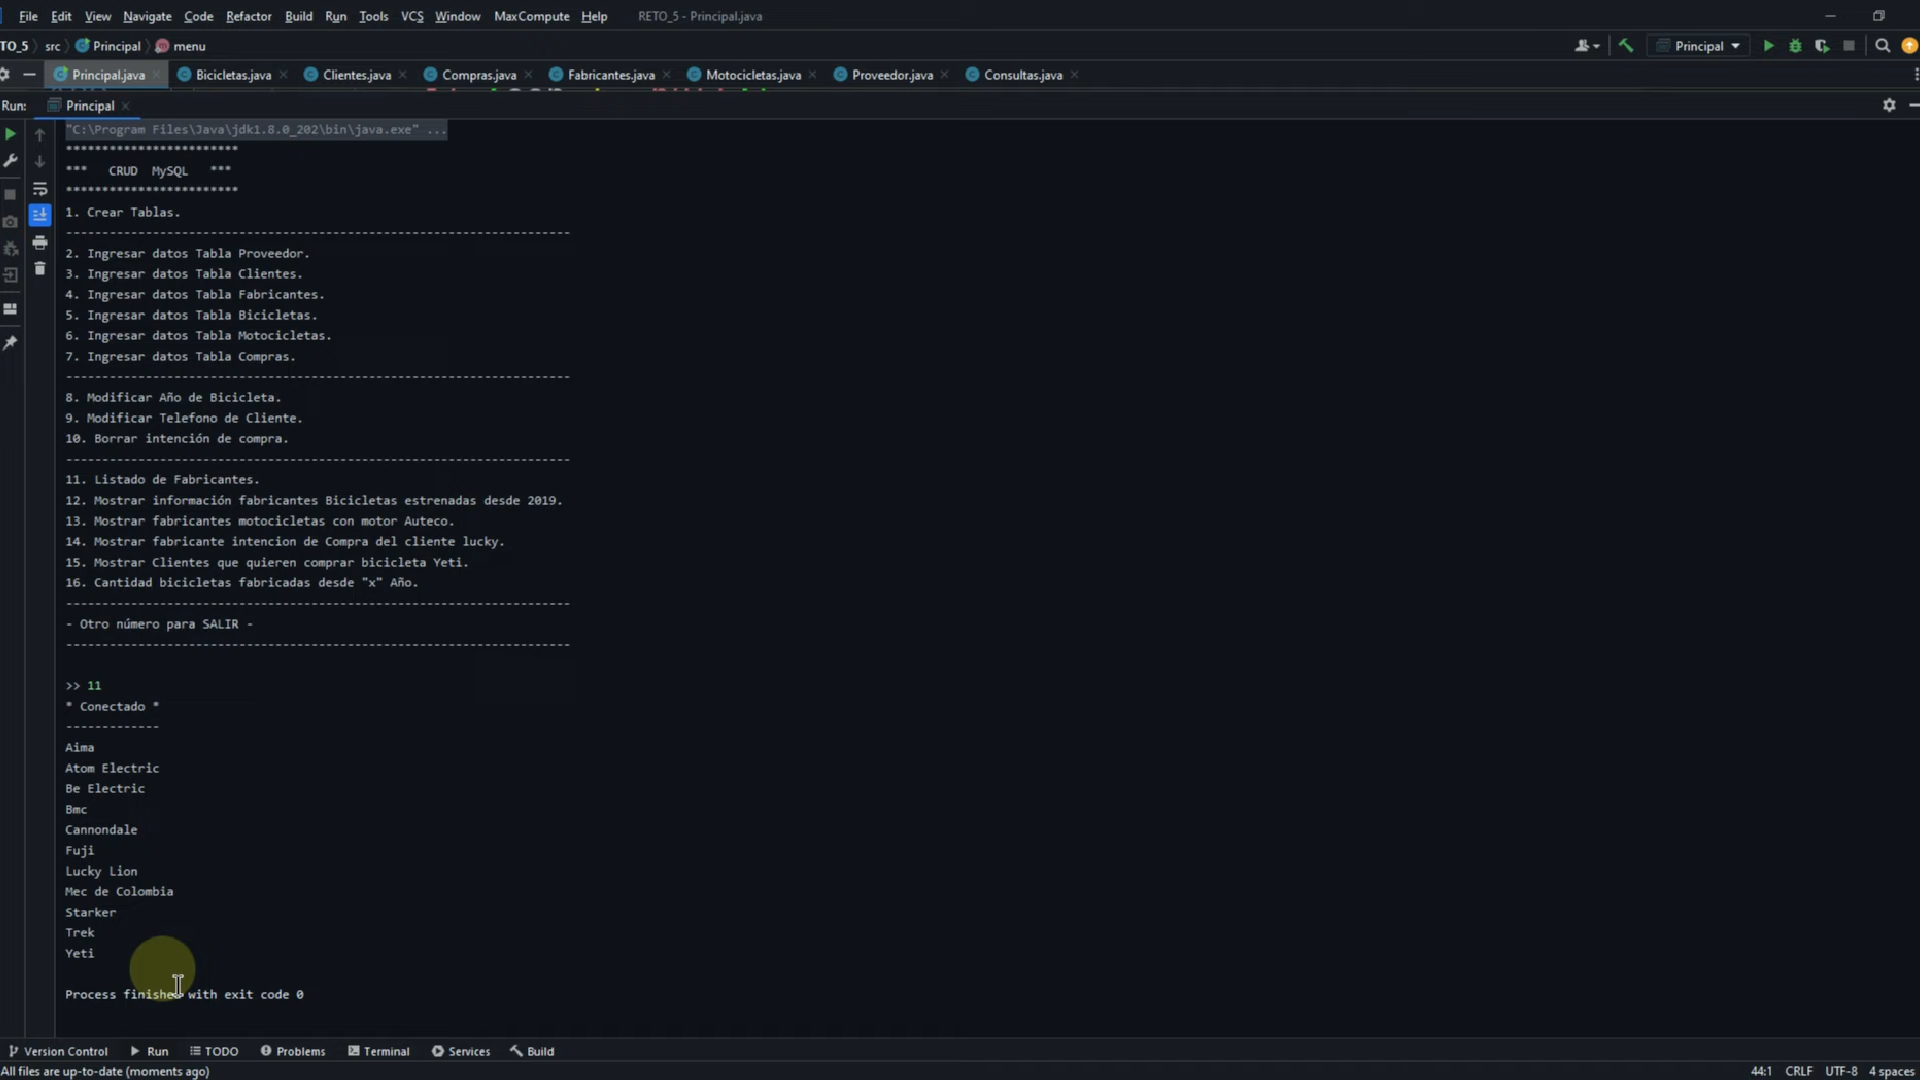 File Edit View Navigate Code Refactor Build Run Tools VCS Window MaxCompute Help RETO_5 - Principal.java
TO_5 src Principal menu Principal
Principal.java Bicicletas.java Clientes.java Compras.java Fabricantes.java Motocicletas.java Proveedor.java Consultas.java
Run: Principal
"C:\Program Files\Java\jdk1.8.0_202\bin\java.exe" ...
************************
*** CRUD MySQL ***
************************
1. Crear Tablas.
----------------------------------------------------------------------
2. Ingresar datos Tabla Proveedor.
3. Ingresar datos Tabla Clientes.
4. Ingresar datos Tabla Fabricantes.
5. Ingresar datos Tabla Bicicletas.
6. Ingresar datos Tabla Motocicletas.
7. Ingresar datos Tabla Compras.
----------------------------------------------------------------------
8. Modificar Año de Bicicleta.
9. Modificar Telefono de Cliente.
10. Borrar intención de compra.
----------------------------------------------------------------------
11. Listado de Fabricantes.
12. Mostrar información fabricantes Bicicletas estrenadas desde 2019.
13. Mostrar fabricantes motocicletas con motor Auteco.
14. Mostrar fabricante intencion de Compra del cliente lucky.
15. Mostrar Clientes que quieren comprar bicicleta Yeti.
16. Cantidad bicicletas fabricadas desde "x" Año.
----------------------------------------------------------------------
- Otro número para SALIR -
----------------------------------------------------------------------
>> 11
* Conectado *
-------------
Aima
Atom Electric
Be Electric
Bmc
Cannondale
Fuji
Lucky Lion
Mec de Colombia
Starker
Trek
Yeti
Process finished with exit code 0
Version Control Run TODO Problems Terminal Services Build
All files are up-to-date (moments ago) 44:1 CRLF UTF-8 4 spaces